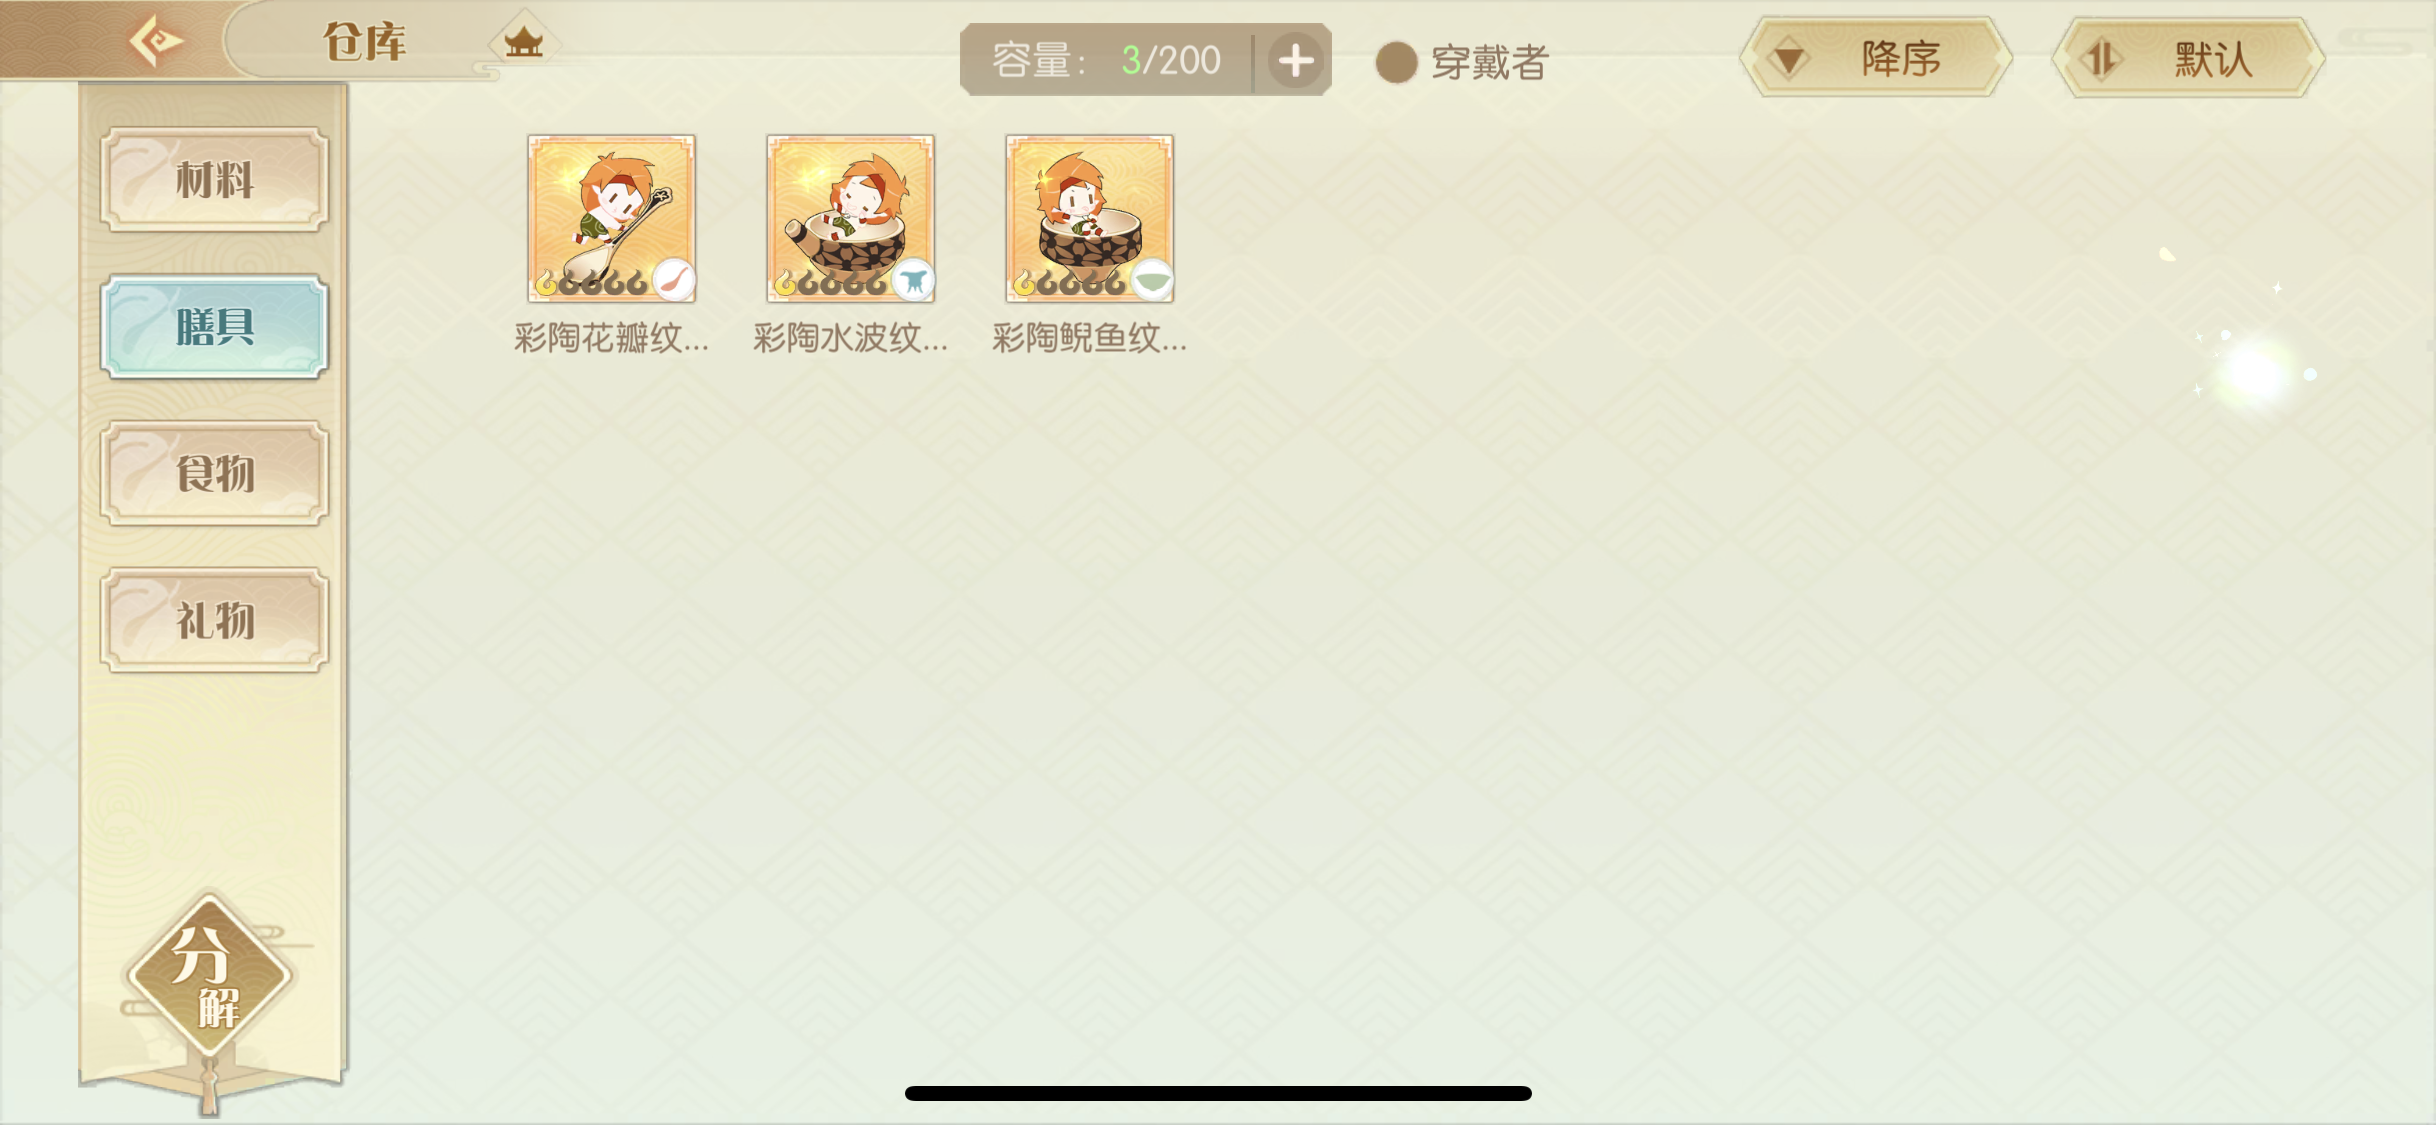 仓库
容量： 3/200
穿戴者
降序
默认
材料
膳具
食物
礼物
分解
彩陶花瓣纹...
彩陶水波纹...
彩陶鲵鱼纹...